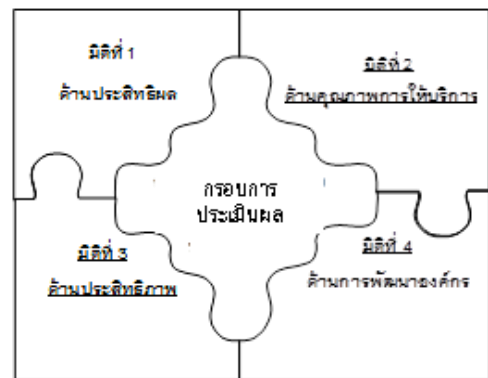 มิติที่ 1
ด้านประสิทธิผล
มิติที่ 2
ด้านคุณภาพการให้บริการ
กรอบการ
ประเมินผล
มิติที่ 3
ด้านประสิทธิภาพ
มิติที่ 4
ด้านการพัฒนาองค์กร